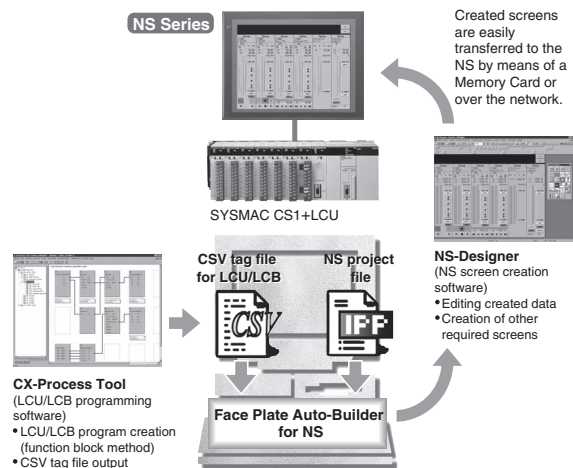 NS Series
Created screens
are easily
transferred to the
NS by means of a
Memory Card or
over the network.
SYSMAC CS1+LCU
CSV tag file
for LCU/LCB
NS project
file
CSV
IFF
NS-Designer
(NS screen creation
software)
•Editing created data
•Creation of other
required screens
CX-Process Tool
(LCU/LCB programming
software)
•LCU/LCB program creation
(function block method)
•CSV tag file output
Face Plate Auto-Builder
for NS